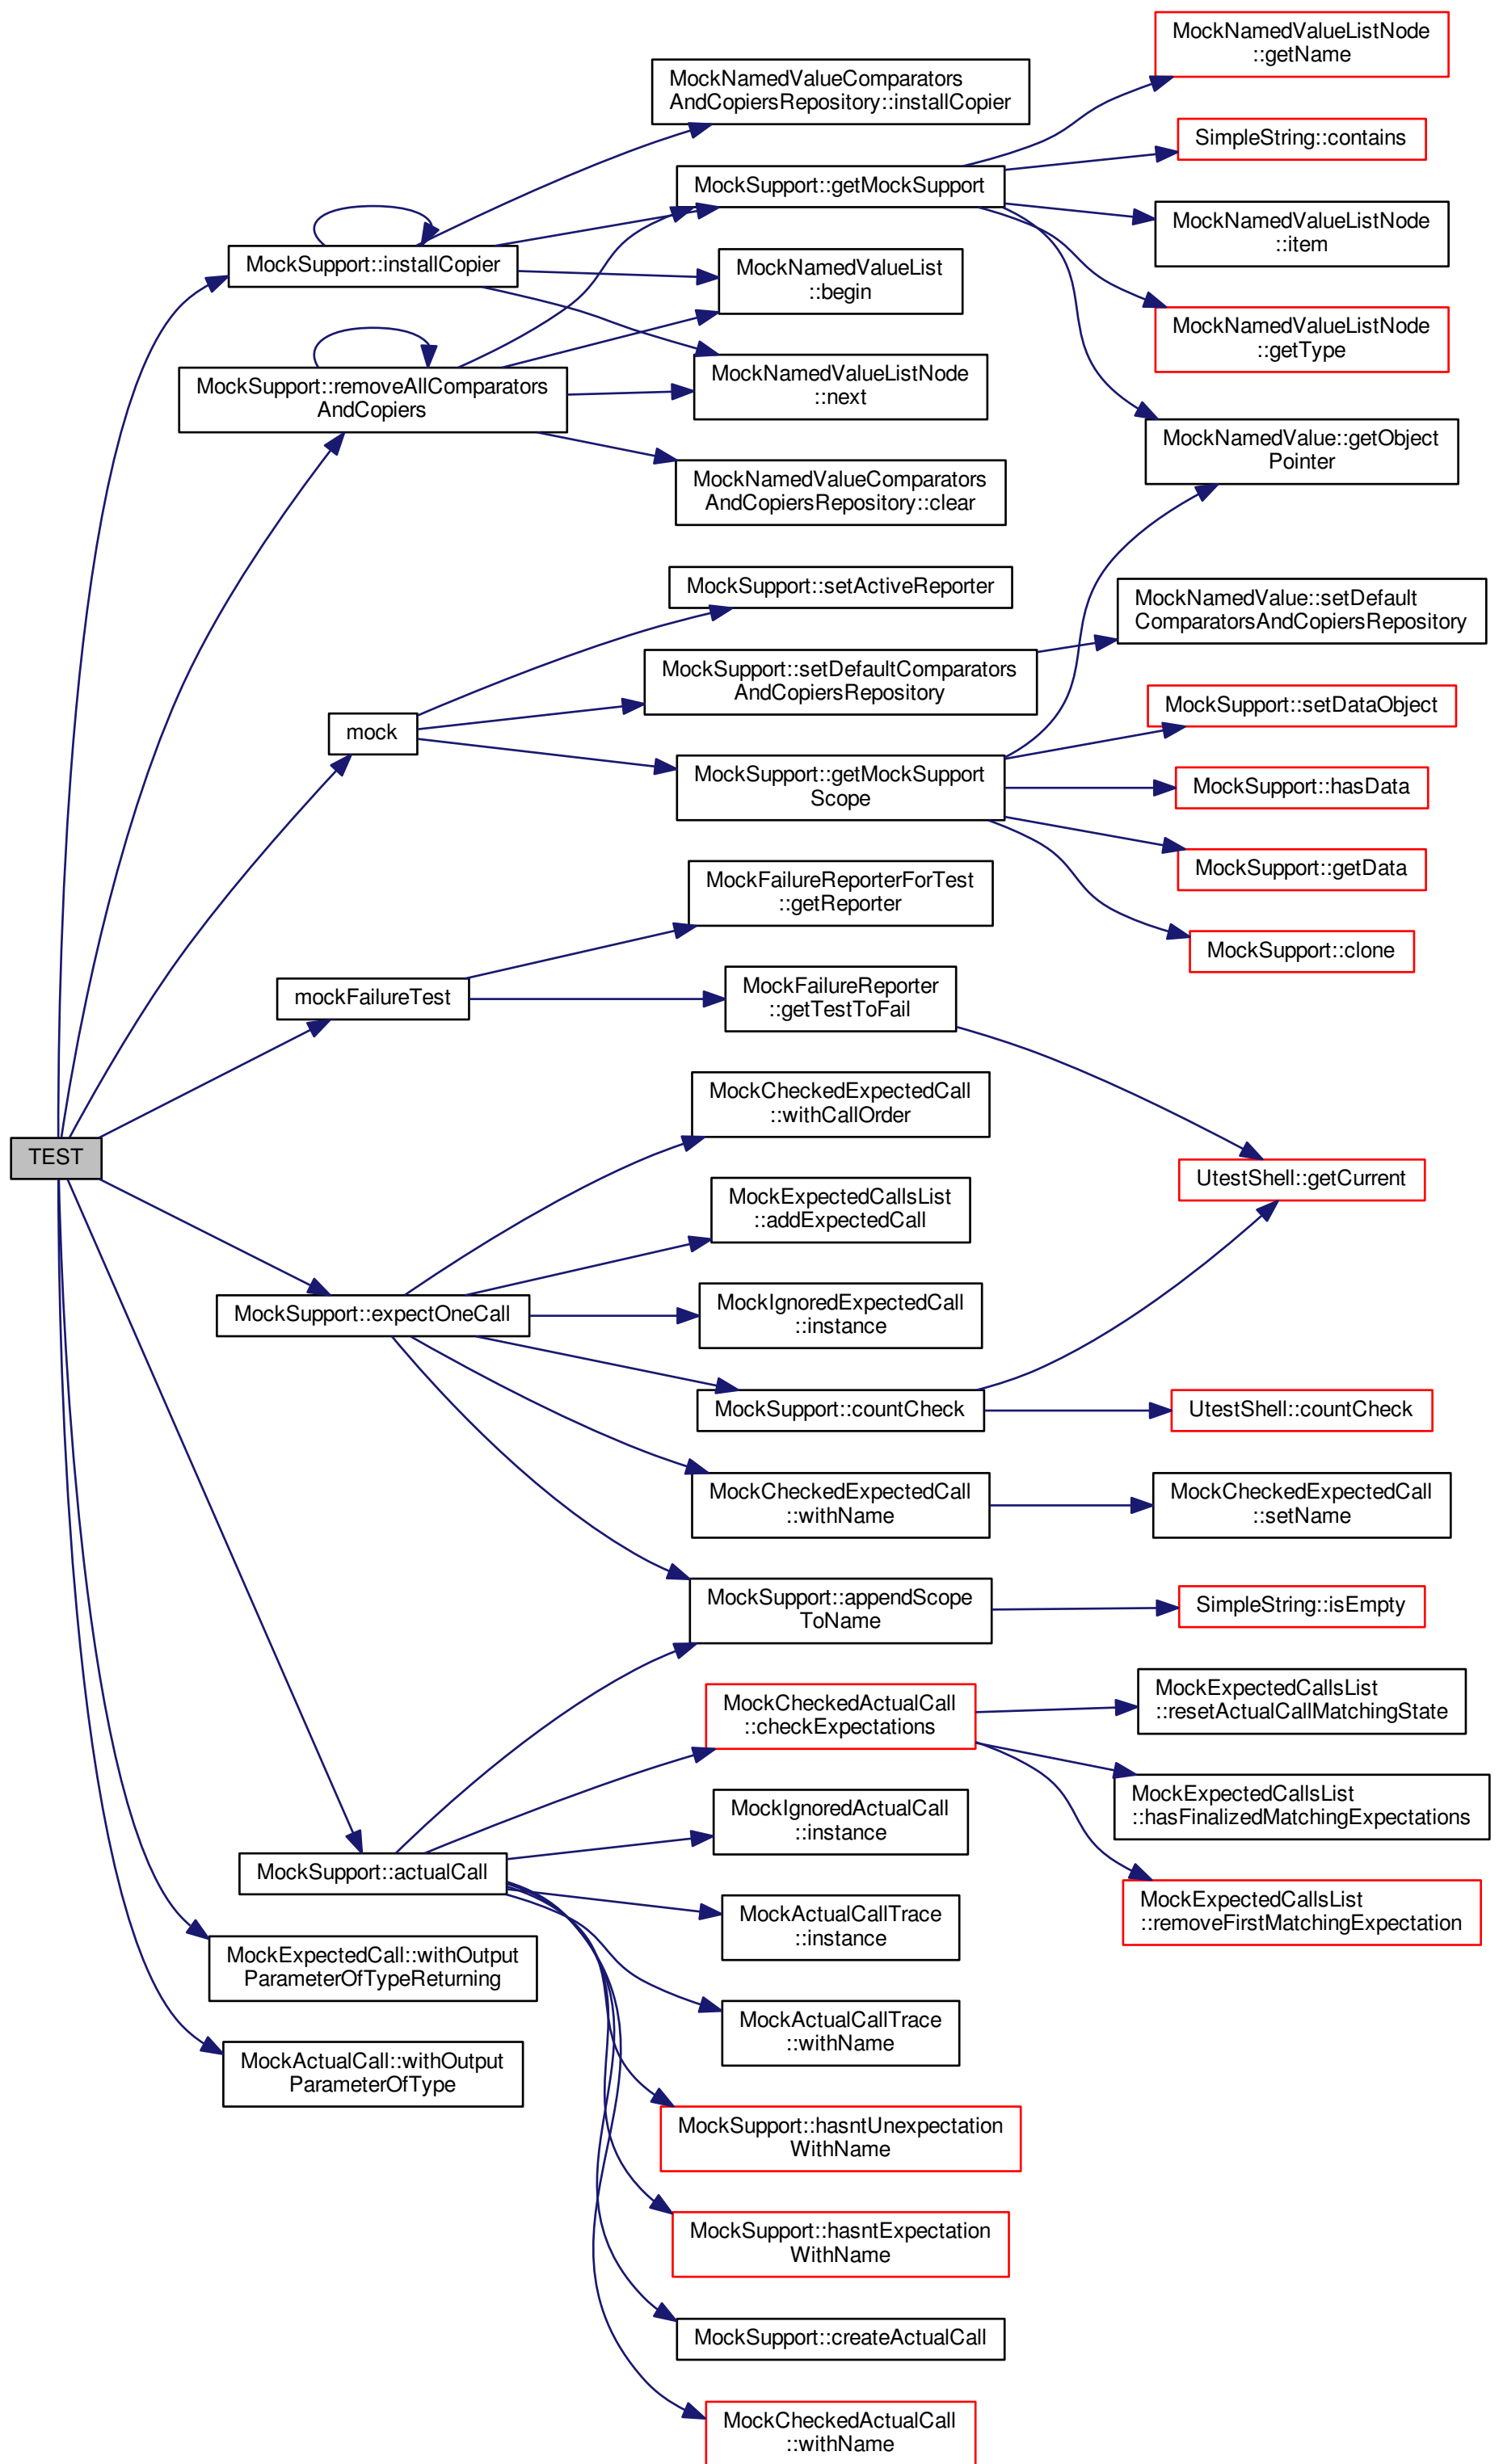 MockNamedValueListNode
::getName
MockNamedValueComparators
AndCopiersRepository::installCopier
SimpleString::contains
MockSupport::getMockSupport
MockNamedValueListNode
::item
MockSupport::installCopier
MockNamedValueList
::begin
MockNamedValueListNode
::getType
MockSupport::removeAllComparators
AndCopiers
MockNamedValueListNode
::next
MockNamedValue::getObject
Pointer
MockNamedValueComparators
AndCopiersRepository::clear
MockSupport::setActiveReporter
MockNamedValue::setDefault
ComparatorsAndCopiersRepository
MockSupport::setDefaultComparators
AndCopiersRepository
MockSupport::setDataObject
mock
MockSupport::getMockSupport
Scope
MockSupport::hasData
MockSupport::getData
MockFailureReporterForTest
::getReporter
MockSupport::clone
mockFailureTest
MockFailureReporter
::getTestToFail
MockCheckedExpectedCall
::withCallOrder
TEST
UtestShell::getCurrent
MockExpectedCallsList
::addExpectedCall
MockSupport::expectOneCall
MockIgnoredExpectedCall
::instance
MockSupport::countCheck
UtestShell::countCheck
MockCheckedExpectedCall
::withName
MockCheckedExpectedCall
::setName
MockSupport::appendScope
ToName
SimpleString::isEmpty
MockCheckedActualCall
::checkExpectations
MockExpectedCallsList
::resetActualCallMatchingState
MockExpectedCallsList
::hasFinalizedMatchingExpectations
MockIgnoredActualCall
::instance
MockSupport::actualCall
MockExpectedCallsList
::removeFirstMatchingExpectation
MockActualCallTrace
::instance
MockExpectedCall::withOutput
ParameterOfTypeReturning
MockActualCallTrace
::withName
MockActualCall::withOutput
ParameterOfType
MockSupport::hasntUnexpectation
WithName
MockSupport::hasntExpectation
WithName
MockSupport::createActualCall
MockCheckedActualCall
::withName